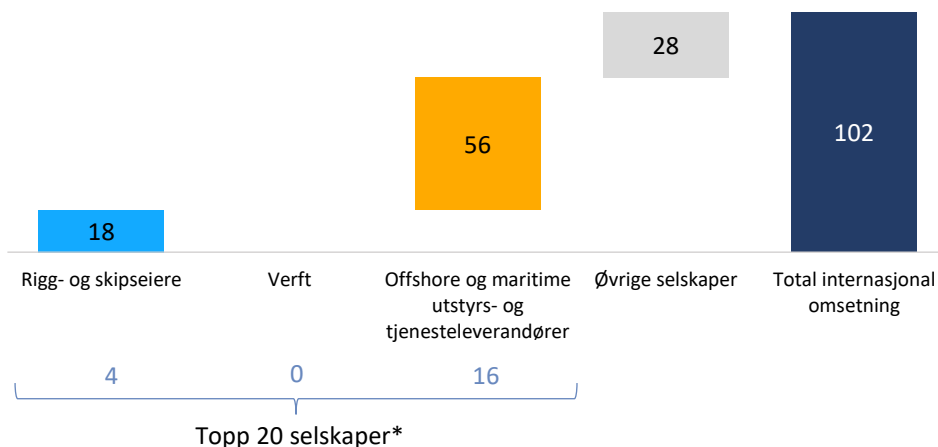 28
56
102
18
Rigg- og skipseiere
Verft
Offshore og maritime
utstyrs- og
tjenesteleverandører
Øvrige selskaper
Total internasjonal
omsetning
4
0
16
Topp 20 selskaper*